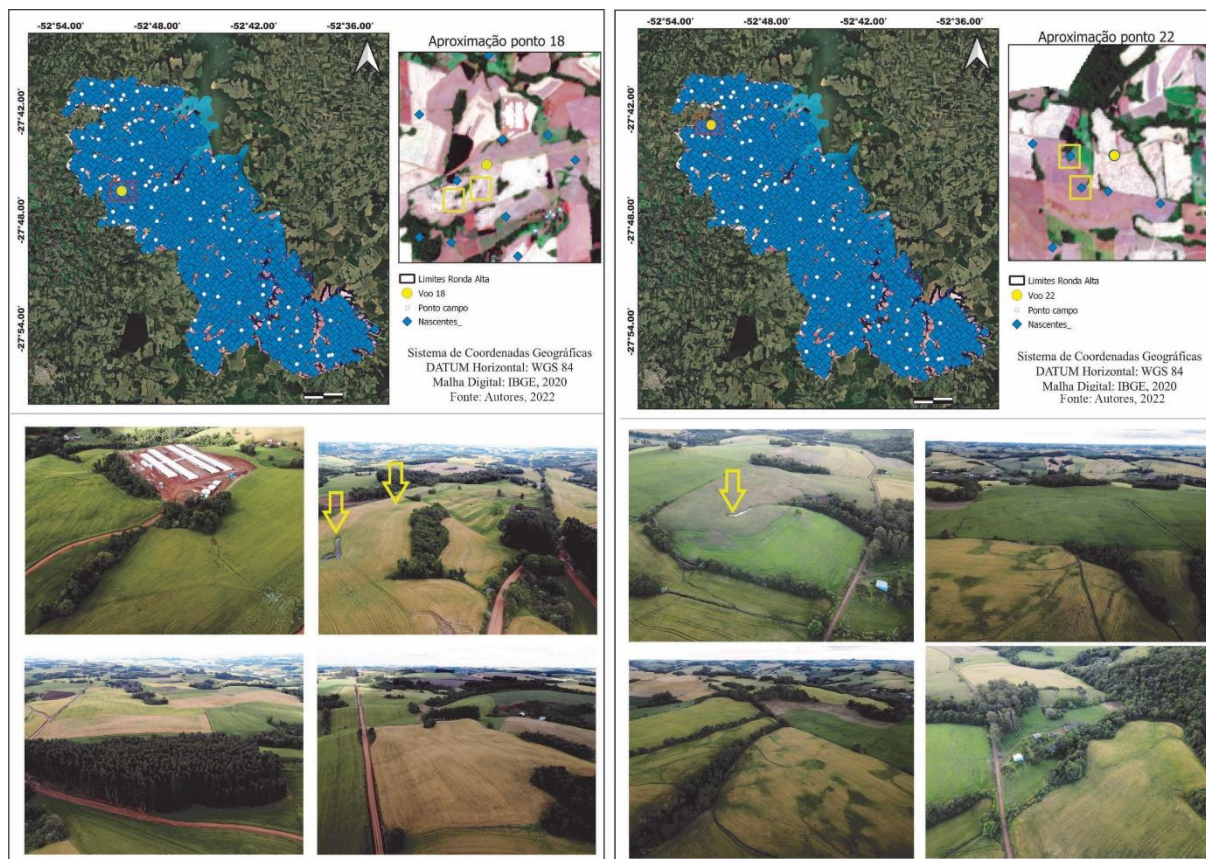 -52°54.00' -52°48.00' -52°42.00' -52°36.00'
-27°42.00'
-27°48.00'
-27°54.00'
Aproximação ponto 18
Limites Ronda Alta
Voo 18
Ponto campo
Nascentes_
Sistema de Coordenadas Geográficas
DATUM Horizontal: WGS 84
Malha Digital: IBGE, 2020
Fonte: Autores, 2022
-52°54.00' -52°48.00' -52°42.00' -52°36.00'
-27°42.00'
-27°48.00'
-27°54.00'
Aproximação ponto 22
Limites Ronda Alta
Voo 22
Ponto campo
Nascentes_
Sistema de Coordenadas Geográficas
DATUM Horizontal: WGS 84
Malha Digital: IBGE, 2020
Fonte: Autores, 2022